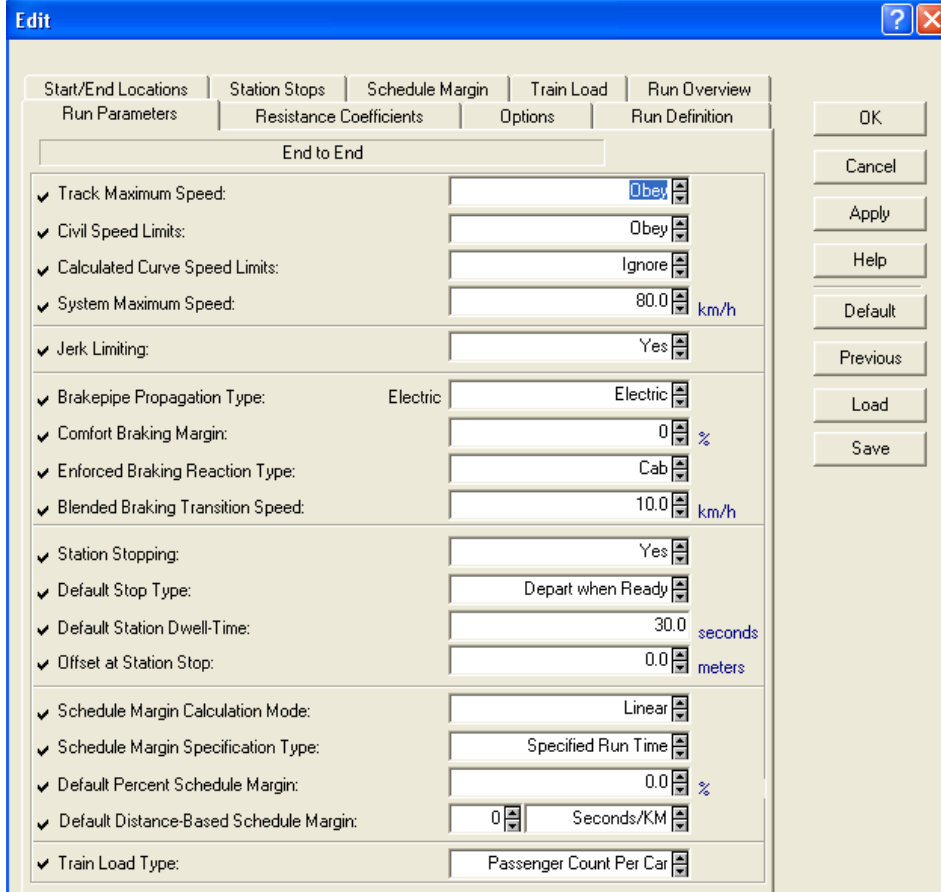 Edit
?
Start/End Locations Station Stops Schedule Margin Train Load Run Overview
Run Parameters Resistance Coefficients Options Run Definition
OK
End to End
Cancel
Track Maximum Speed: Obey
Apply
Civil Speed Limits: Obey
Calculated Curve Speed Limits: Ignore
Help
System Maximum Speed: 80.0 km/h
Default
Jerk Limiting: Yes
Previous
Brakepipe Propagation Type: Electric Electric
Load
Comfort Braking Margin: 0 %
Save
Enforced Braking Reaction Type: Cab
Blended Braking Transition Speed: 10.0 km/h
Station Stopping: Yes
Default Stop Type: Depart when Ready
Default Station Dwell-Time: 30.0 seconds
Offset at Station Stop: 0.0 meters
Schedule Margin Calculation Mode: Linear
Schedule Margin Specification Type: Specified Run Time
Default Percent Schedule Margin: 0.0 %
Default Distance-Based Schedule Margin: 0 Seconds/KM
Train Load Type: Passenger Count Per Car